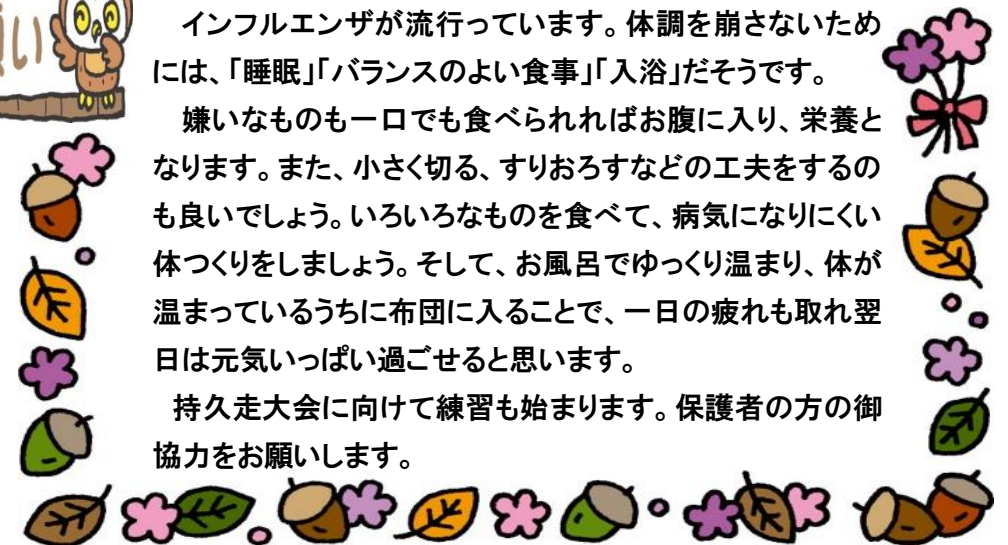 い
インフルエンザが流行っています。体調を崩さないため
には、「睡眠」「バランスのよい食事」「入浴」だそうです。
嫌いなものも一口でも食べられればお腹に入り、栄養と
なります。また、小さく切る、すりおろすなどの工夫をするの
も良いでしょう。いろいろなものを食べて、病気になりにくい
体つくりをしましょう。そして、お風呂でゆっくり温まり、体が
温まっているうちに布団に入ることで、一日の疲れも取れ翌
日は元気いっぱい過ごせると思います。
持久走大会に向けて練習も始まります。保護者の方の御
協力をお願いします。